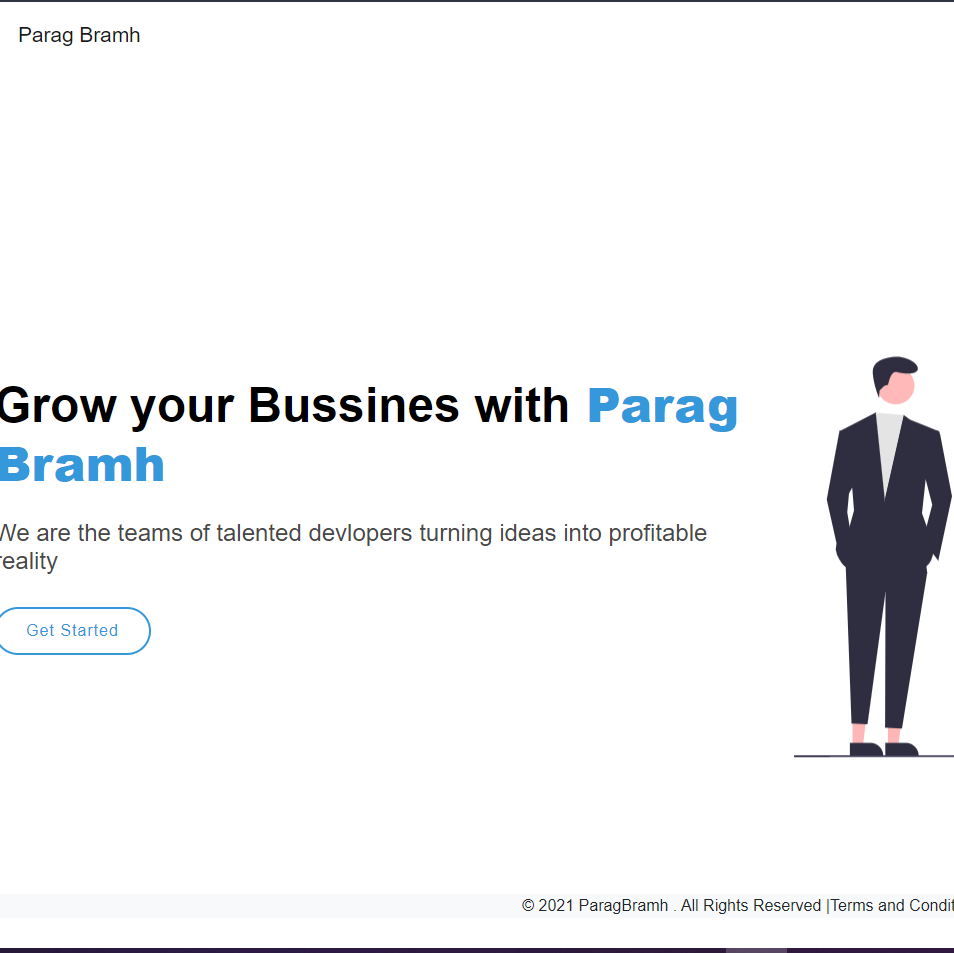 Parag Bramh
Grow your Bussines with Parag
Bramh
We are the teams of talented devlopers turning ideas into profitable
reality
Get Started
© 2021 ParagBramh . All Rights Reserved |Terms and Condit